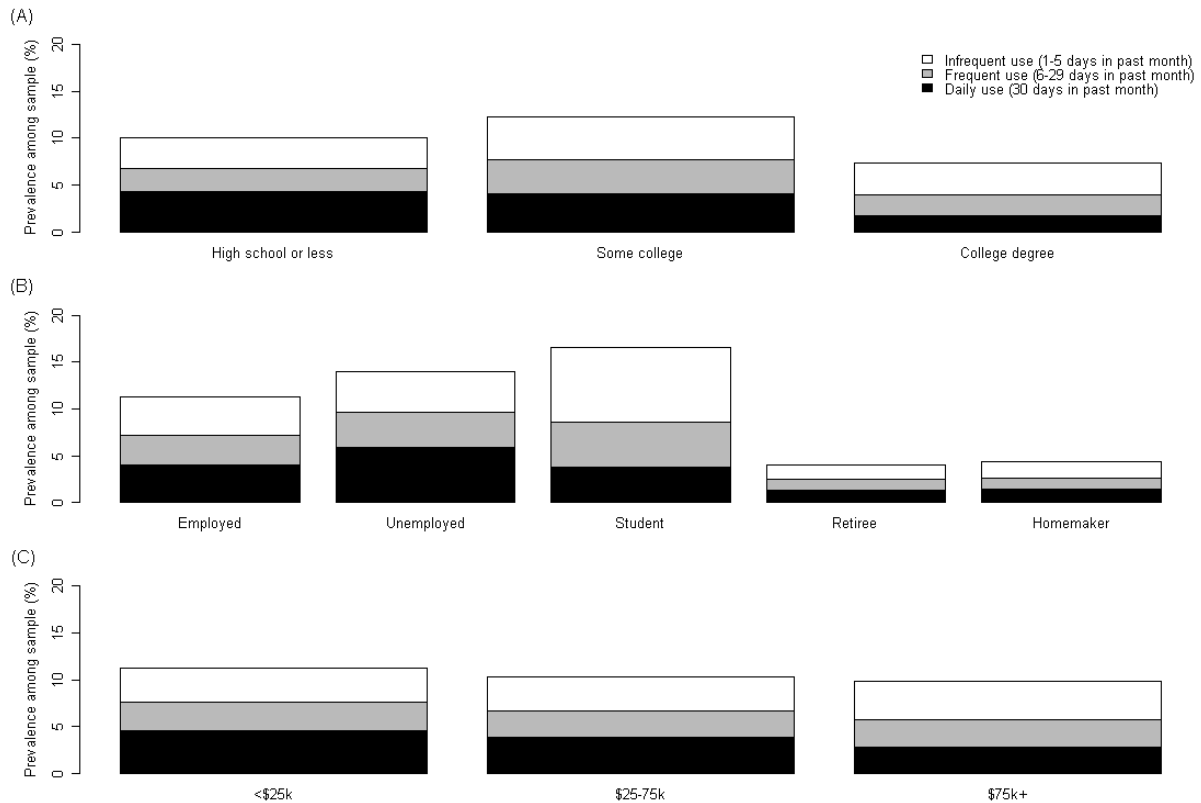 (A)
Prevalence among sample (%)
20
15
10
5
0
Infrequent use (1-5 days in past month)
Frequent use (6-29 days in past month)
Daily use (30 days in past month)
High school or less
Some college
College degree
(B)
Prevalence among sample (%)
20
15
10
5
0
Employed
Unemployed
Student
Retiree
Homemaker
(C)
Prevalence among sample (%)
20
15
10
5
0
<$25k
$25-75k
$75k+